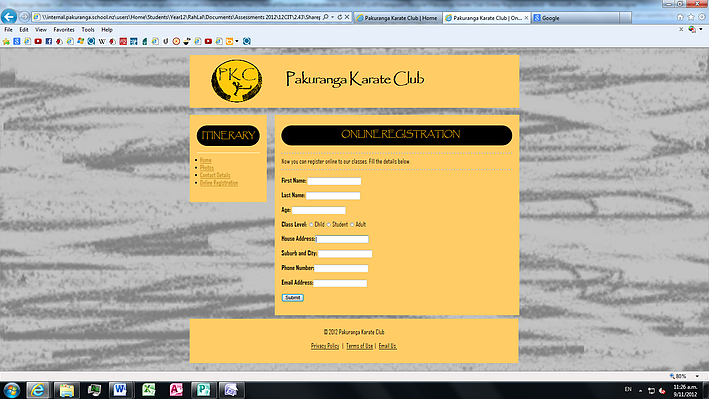 \\internal.pakuranga.school.nz\users\Home\Students\Year12\RahLal\Documents\Assessments 2012\12CIT\2.43\Sharep
Pakuranga Karate Club | Home
Pakuranga Karate Club | On...
Google
File Edit View Favorites Tools Help
P.K.C.
Pakuranga Karate Club
ITINERARY
Home
Photos
Contact Details
Online Registration
ONLINE REGISTRATION
Now you can register online to our classes. Fill the details below
First Name:
Last Name:
Age:
Class Level: Child Student Adult
House Address:
Suburb and City:
Phone Number:
Email Address:
Submit
© 2012 Pakuranga Karate Club
Privacy Policy | Terms of Use | Email Us.
80%
EN
11:26 a.m.
9/11/2012